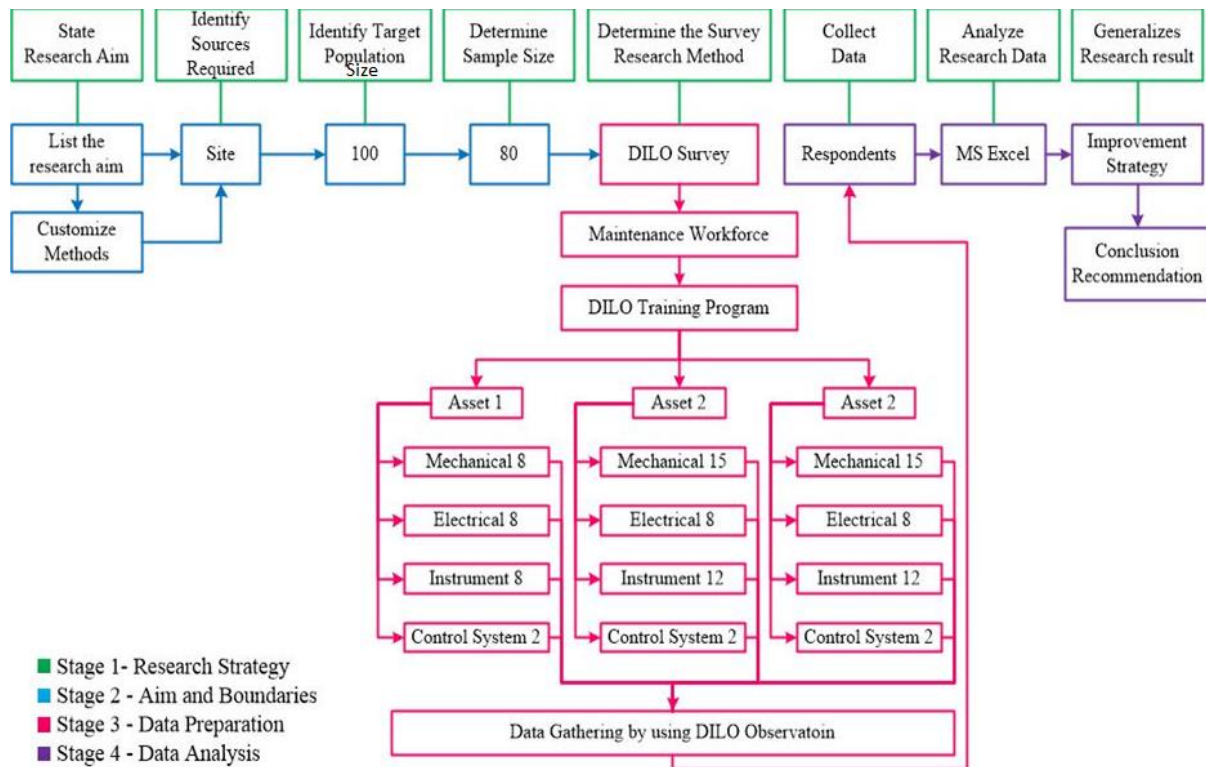 State
Research Aim
Identify
Sources
Required
Identify Target
Population
Size
Determine
Sample Size
Determine the Survey
Research Method
Collect
Data
Analyze
Research Data
Generalizes
Research result
List the
research aim
Site
100
80
DILO Survey
Respondents
MS Excel
Improvement
Strategy
Customize
Methods
Maintenance Workforce
Conclusion
Recommendation
DILO Training Program
Asset 1
Asset 2
Asset 2
Mechanical 8
Mechanical 15
Mechanical 15
Electrical 8
Electrical 8
Electrical 8
Instrument 8
Instrument 12
Instrument 12
Control System 2
Control System 2
Control System 2
Stage 1- Research Strategy
Stage 2 - Aim and Boundaries
Stage 3 - Data Preparation
Stage 4 - Data Analysis
Data Gathering by using DILO Observatoin